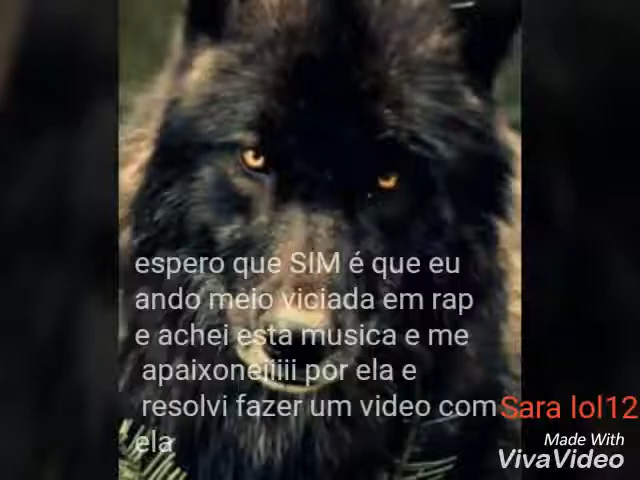 espero que SIM é que eu
ando meio viciada em rap
e achei esta musica e me
apaixoneiiiii por ela e
resolvi fazer um video com
ela
Sara lol12
Made With
VivaVideo